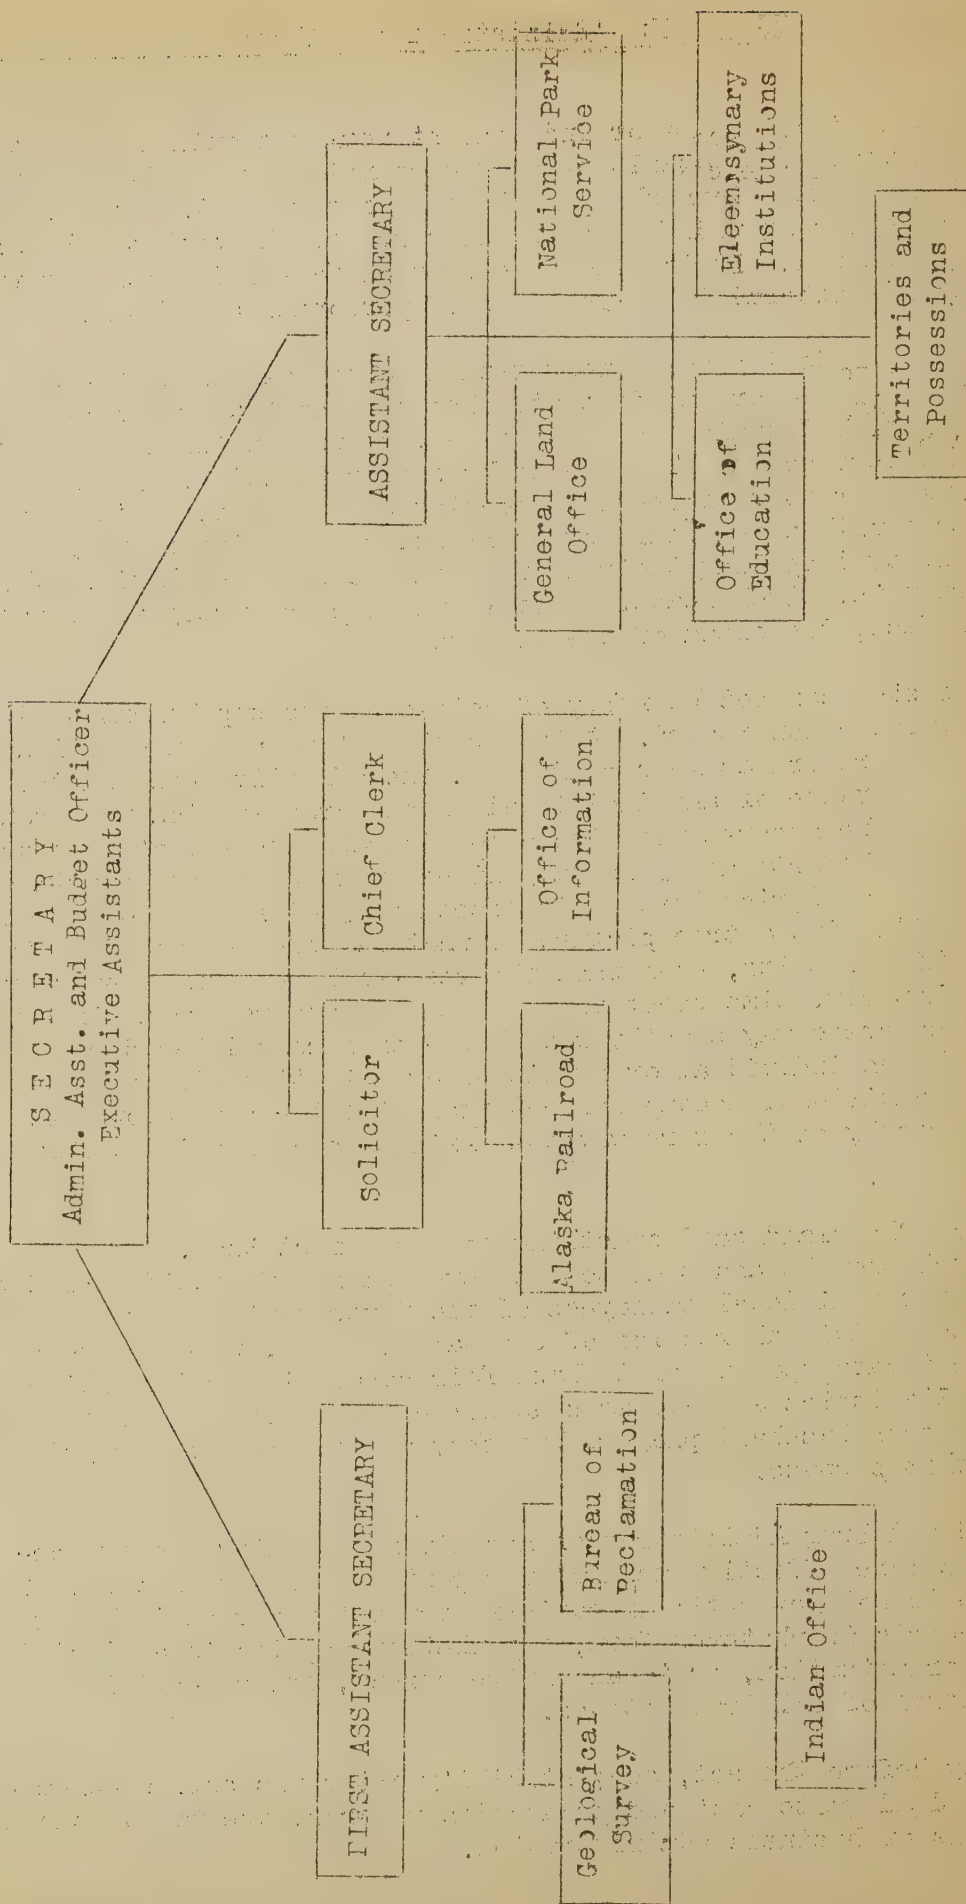 S E C R E T A R Y
Admin. Asst. and Budget Officer
Executive Assistants
FIRST ASSISTANT SECRETARY
Geological
Survey
Bureau of
Reclamation
Indian Office
Solicitor
Chief Clerk
Alaska Railroad
Office of
Information
ASSISTANT SECRETARY
General Land
Office
National Park
Service
Office of
Education
Eleemosynary
Institutions
Territories and
Possessions